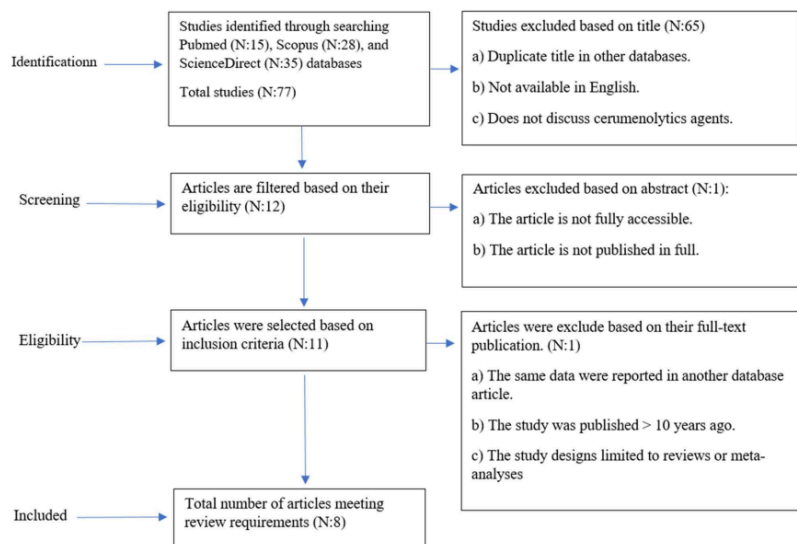 Identificationn
Studies identified through searching
Pubmed (N:15), Scopus (N:28), and
ScienceDirect (N:35) databases
Total studies (N:77)
Studies excluded based on title (N:65)
a) Duplicate title in other databases.
b) Not available in English.
c) Does not discuss cerumenolytics agents.
Screening
Articles are filtered based on their
eligibility (N:12)
Articles excluded based on abstract (N:1):
a) The article is not fully accessible.
b) The article is not published in full.
Eligibility
Articles were selected based on
inclusion criteria (N:11)
Articles were exclude based on their full-text
publication. (N:1)
a) The same data were reported in another database
article.
b) The study was published > 10 years ago.
c) The study designs limited to reviews or meta-
analyses
Included
Total number of articles meeting
review requirements (N:8)